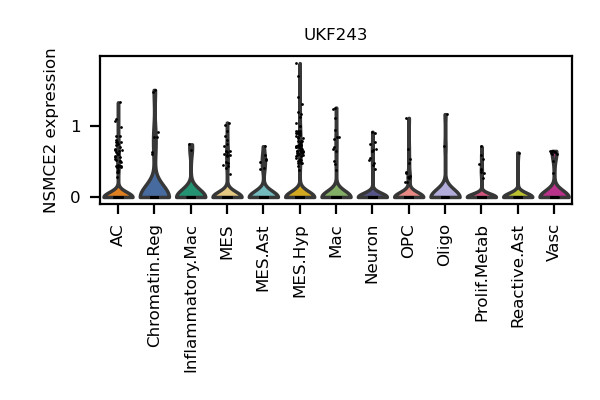 UKF243
NSMCE2 expression
1
0
AC
Chromatin.Reg
Inflammatory.Mac
MES
MES.Ast
MES.Hyp
Mac
Neuron
OPC
Oligo
Prolif.Metab
Reactive.Ast
Vasc